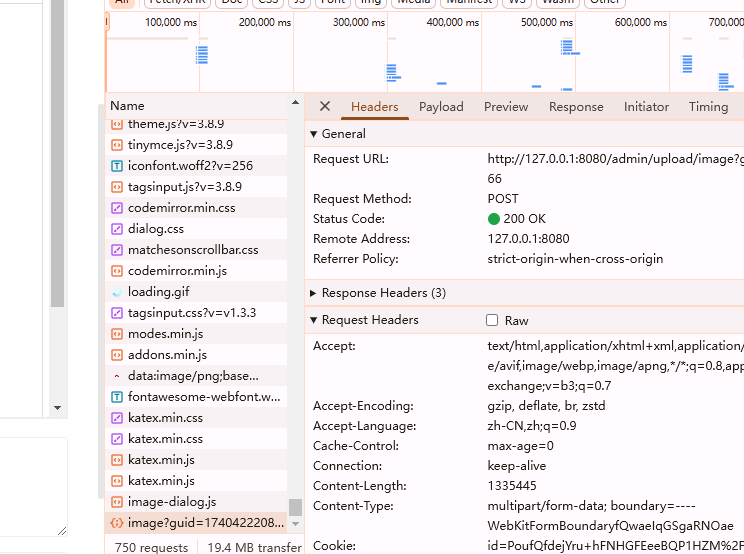 All Fetch/XHR Doc CSS JS Font Img Media Manifest WS Wasm Other
100,000 ms 200,000 ms 300,000 ms 400,000 ms 500,000 ms 600,000 ms 700,000
Name
theme.js?v=3.8.9
tinymce.js?v=3.8.9
iconfont.woff2?v=256
tagsinput.js?v=3.8.9
codemirror.min.css
dialog.css
matchesonscrollbar.css
codemirror.min.js
loading.gif
tagsinput.css?v=v1.3.3
modes.min.js
addons.min.js
data:image/png;base...
fontawesome-webfont.w...
katex.min.css
katex.min.css
katex.min.js
katex.min.js
image-dialog.js
image?guid=1740422208...
750 requests 19.4 MB transfer
Headers Payload Preview Response Initiator Timing
General
Request URL:
http://127.0.0.1:8080/admin/upload/image?g
66
Request Method:
POST
Status Code:
200 OK
Remote Address:
127.0.0.1:8080
Referrer Policy:
strict-origin-when-cross-origin
Response Headers (3)
Request Headers
Raw
Accept:
text/html,application/xhtml+xml,application/
e/avif,image/webp,image/apng,*/*;q=0.8,app
exchange;v=b3;q=0.7
Accept-Encoding:
gzip, deflate, br, zstd
Accept-Language:
zh-CN,zh;q=0.9
Cache-Control:
max-age=0
Connection:
keep-alive
Content-Length:
1335445
Content-Type:
multipart/form-data; boundary=----
WebKitFormBoundaryfQwaeIqGSgaRNOae
Cookie:
id=PoufQfdejYru+hFNHGFEeeBQP1HZM%2F